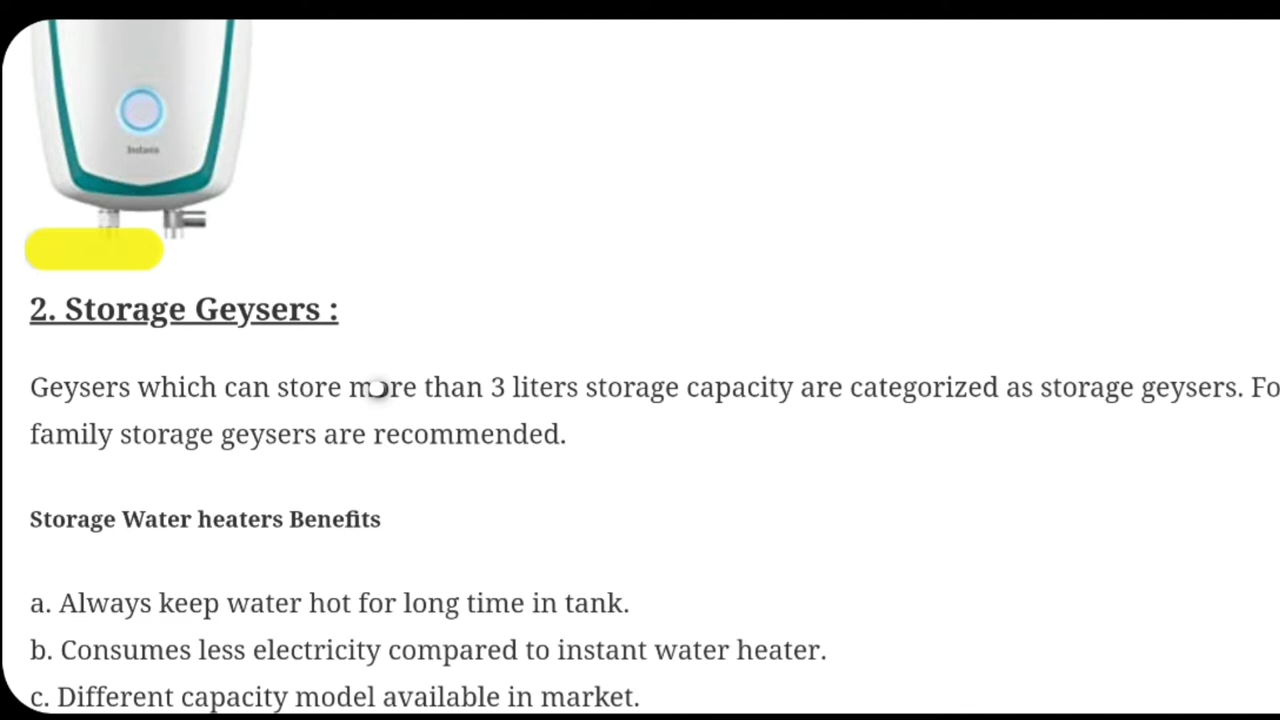 2. Storage Geysers :
Geysers which can store more than 3 liters storage capacity are categorized as storage geysers. Fo
family storage geysers are recommended.
Storage Water heaters Benefits
a. Always keep water hot for long time in tank.
b. Consumes less electricity compared to instant water heater.
c. Different capacity model available in market.